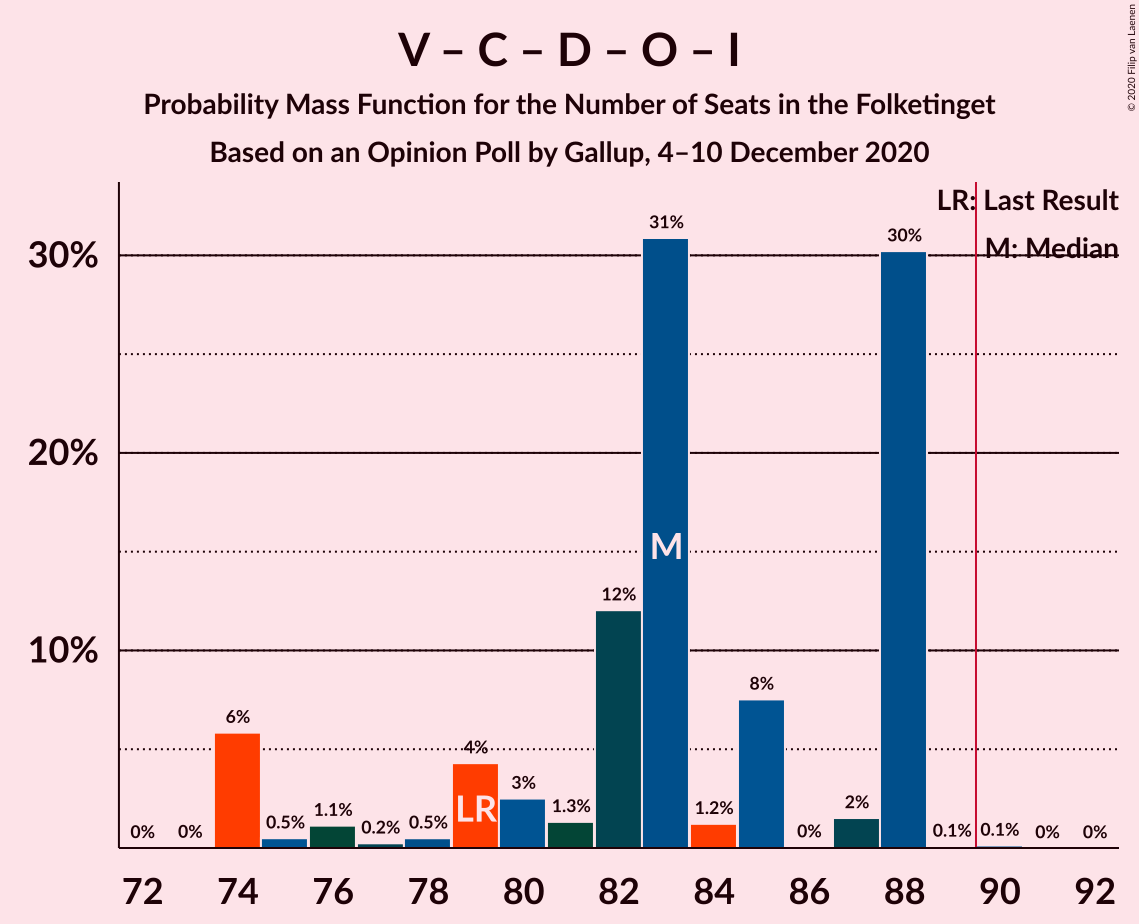 V – C – D – O – I
Probability Mass Function for the Number of Seats in the Folketinget
Based on an Opinion Poll by Gallup, 4–10 December 2020
© 2020 Filip van Laenen
LR: Last Result
M: Median
30%
20%
10%
0%
0%
6%
0.5%
1.1%
0.2%
0.5%
4%
3%
1.3%
12%
31%
1.2%
8%
0%
2%
30%
0.1%
0.1%
0%
0%
LR
M
72 74 76 78 80 82 84 86 88 90 92